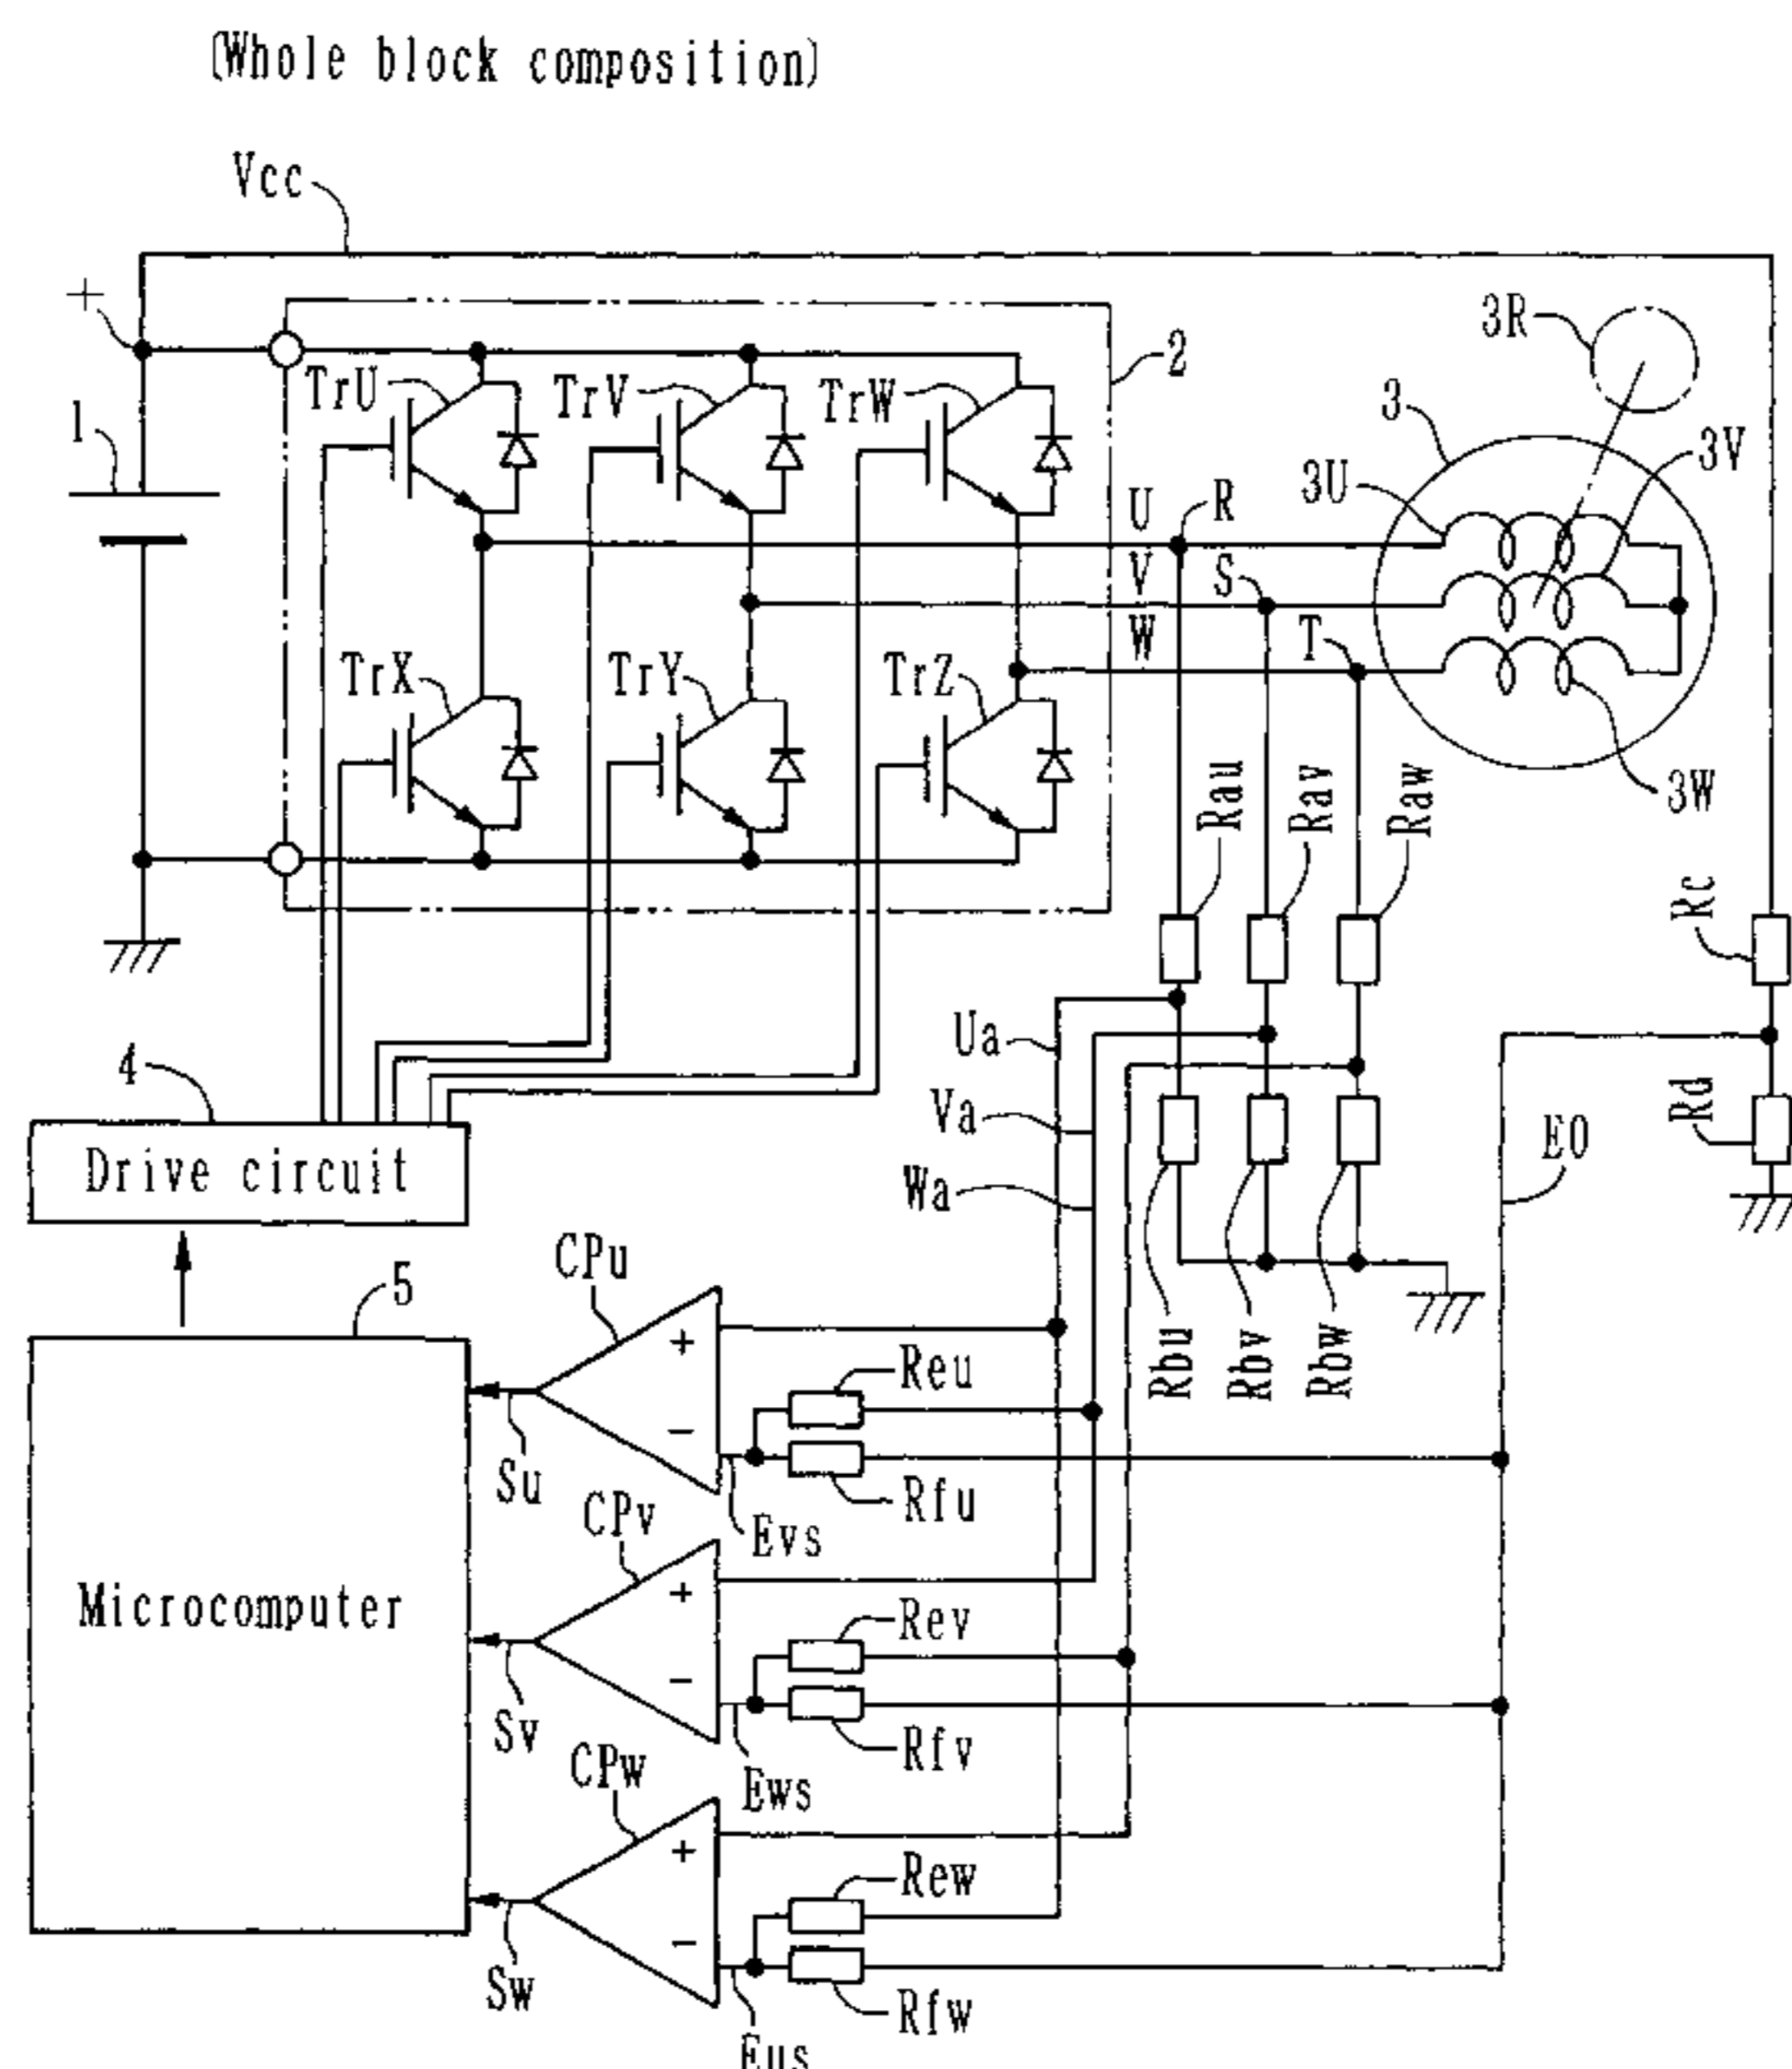 (Whole block composition)
Vcc
+
2
3R
TrU
TrV
TrW
3
1
3V
3U
U
R
V
S
W
T
TrX
TrY
TrZ
3W
Rau
Rav
Raw
Rc
Ua
4
Va
Rd
E0
Drive circuit
Wa
CPu
5
+
Rbu
Rbv
Rbw
Reu
−
Su
Rfu
CPv
Evs
+
Microcomputer
Rev
−
Sv
Rfv
CPw
Ews
+
Rew
−
Sw
Rfw
Eus